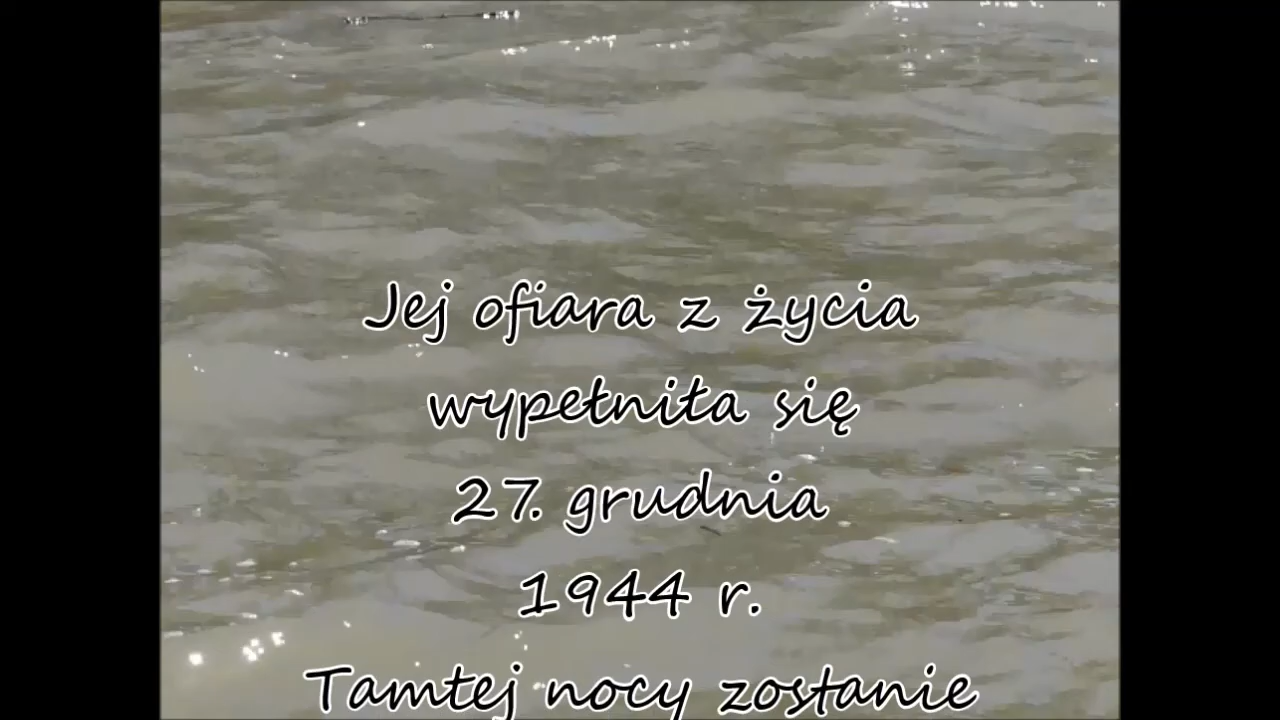 Jej ofiara z życia
wypełniła się
27. grudnia
1944 r.
Tamtej nocy zostanie